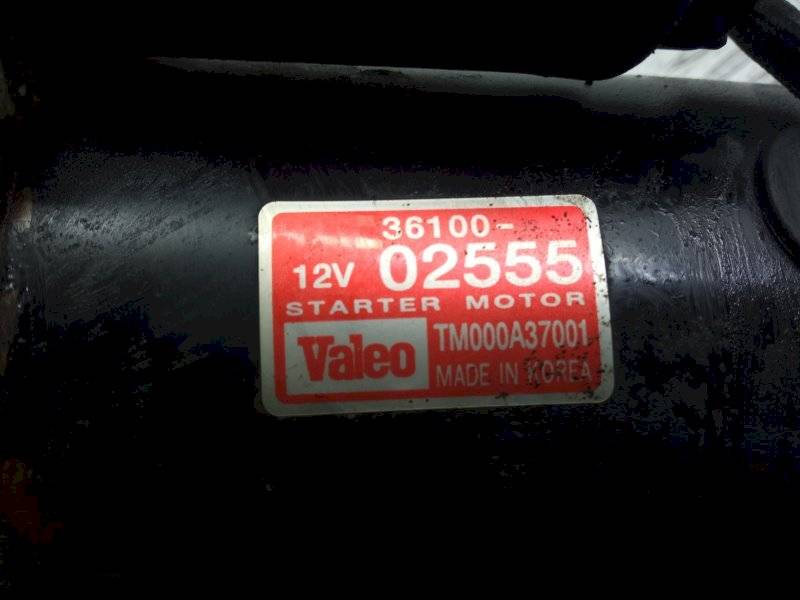 36100-
12V 02555
STARTER MOTOR
Valeo TM000A37001
MADE IN KOREA